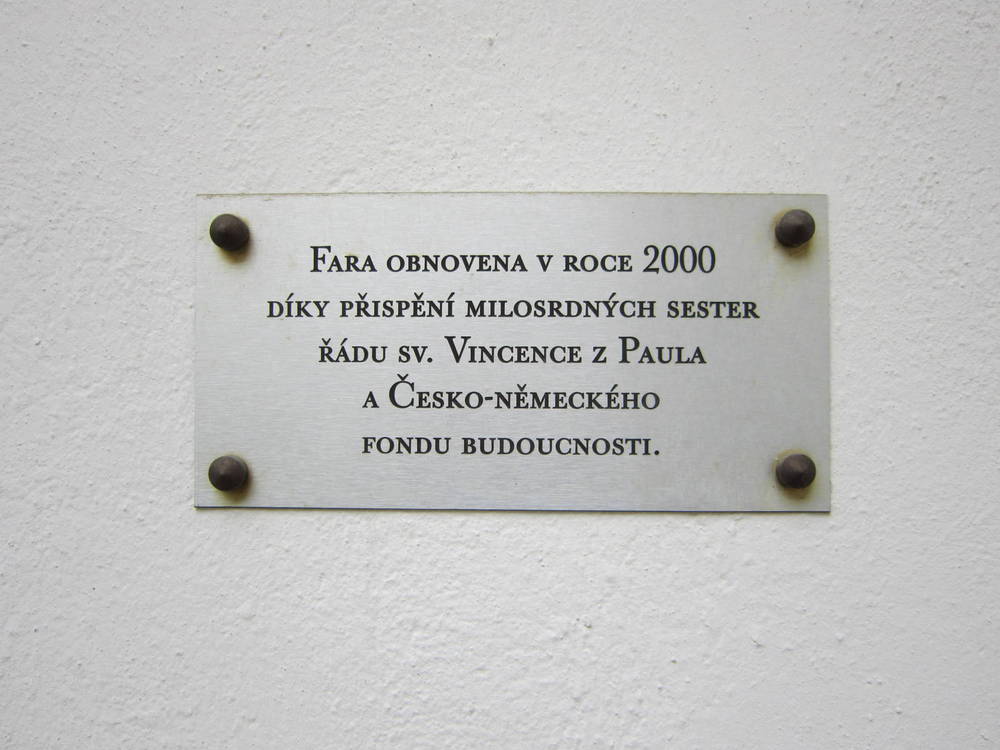 Fara obnovena v roce 2000
díky přispění milosrdných sester
řádu sv. Vincence z Paula
a Česko-německého
fondu budoucnosti.